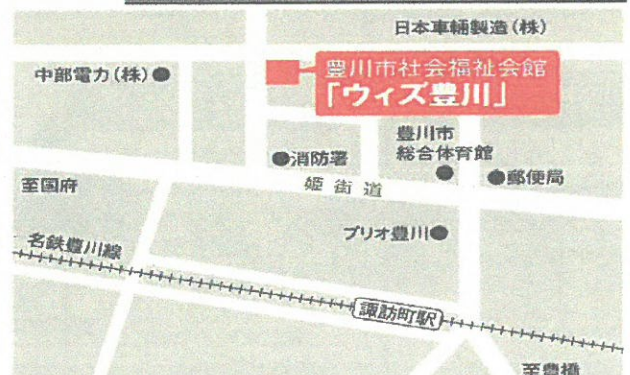 日本車輛製造(株)
中部電力(株)
豊川市社会福祉会館
「ウィズ豊川」
豊川市
総合体育館
消防署
郵便局
姫街道
至国府
プリオ豊川
名鉄豊川線
諏訪町駅
至豊橋